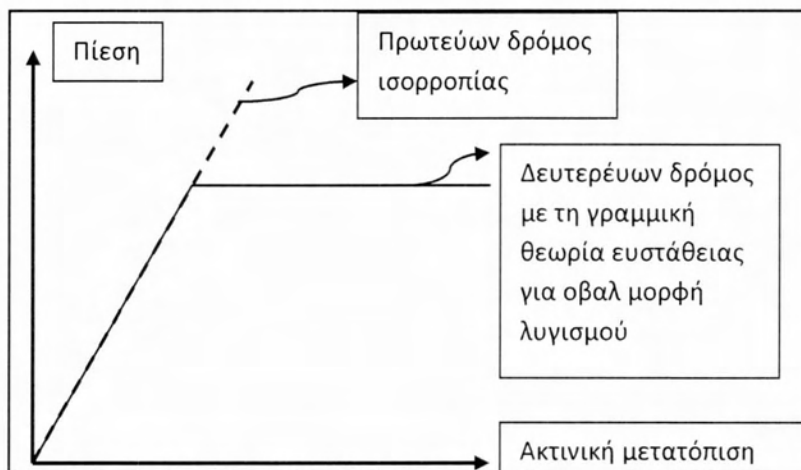 Πίεση
Πρωτεύων δρόμος
ισορροπίας
Δευτερέυων δρόμος
με τη γραμμική
θεωρία ευστάθειας
για οβαλ μορφή
λυγισμού
Ακτινική μετατόπιση